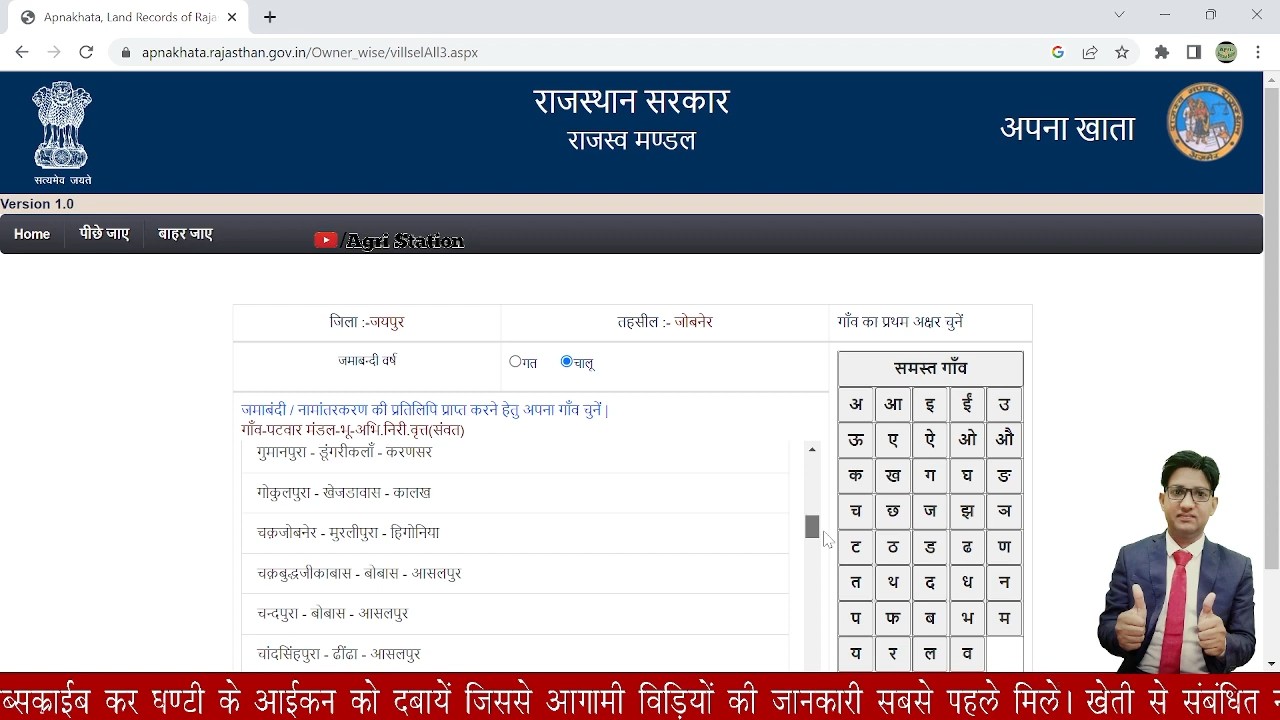 Apnakhata, Land Records of Raja
apnakhata.rajasthan.gov.in/Owner_wise/villselAll3.aspx
राजस्थान सरकार
राजस्व मण्डल
अपना खाता
सत्यमेव जयते
Version 1.0
Home पीछे जाए बाहर जाए /Agri Station
जिला :-जयपुर तहसील :- जोबनेर गाँव का प्रथम अक्षर चुनें
जमाबन्दी वर्ष गत चालू
समस्त गाँव
अ आ इ ई उ
ऊ ए ऐ ओ औ
क ख ग घ ङ
च छ ज झ ञ
ट ठ ड ढ ण
त थ द ध न
प फ ब भ म
य र ल व
जमाबंदी / नामांतरकरण की प्रतिलिपि प्राप्त करने हेतु अपना गाँव चुनें |
गाँव-पटवार मंडल-भू-अभि.निरी.वृत्त(संवत)
गुमानपुरा - डूंगरीकलाँ - करणसर
गोकुलपुरा - खेजडावास - कालख
चक्रजोबनेर - मुरलीपुरा - हिगोनिया
चक्रबुद्धजीकाबास - बोबास - आसलपुर
चन्दपुरा - बोबास - आसलपुर
चांदसिंहपुरा - ढींढा - आसलपुर
ब्सक्राईब कर घण्टी के आईकन को दबायें जिससे आगामी विडियों की जानकारी सबसे पहले मिले। खेती से संबंधित